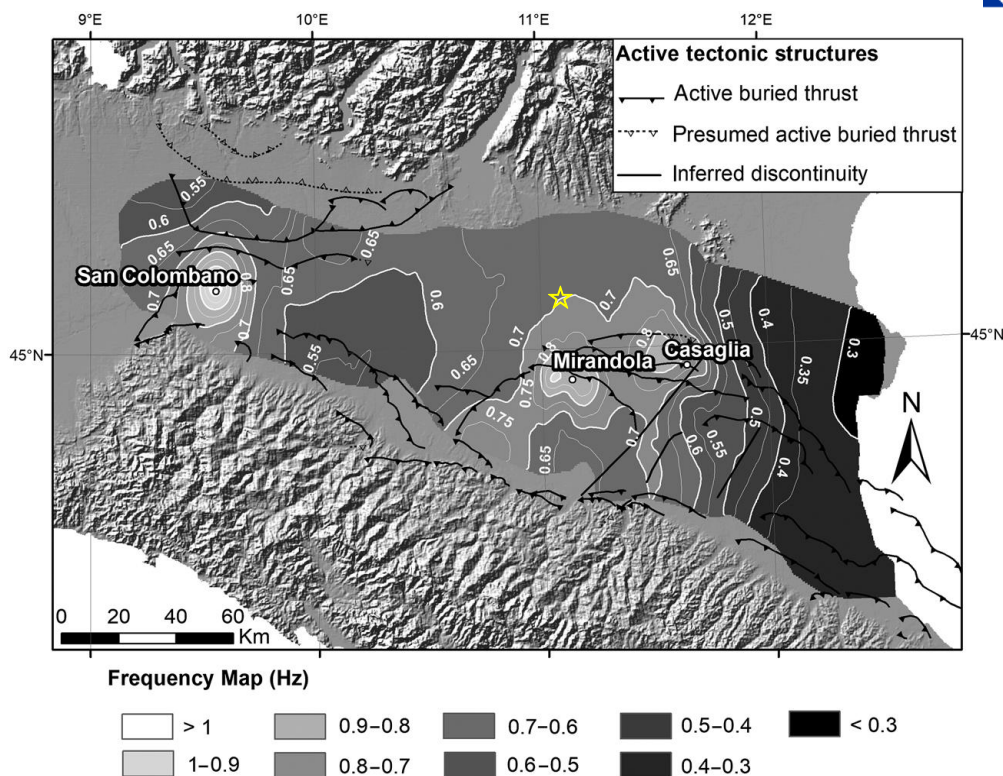 9°E
10°E
11°E
12°E
Active tectonic structures
Active buried thrust
Presumed active buried thrust
Inferred discontinuity
0.55
0.6
0.65
0.65
0.65
San Colombano
0.8
0.7
0.7
0.6
0.65
0.55
0.7
0.7
0.8
0.8
Mirandola
Casaglia
0.75
0.75
0.65
0.65
0.5
0.4
0.35
0.3
0.7
0.6
0.55
0.5
0.4
45°N
45°N
N
0 20 40 60
Km
Frequency Map (Hz)
> 1
0.9–0.8
0.7–0.6
0.5–0.4
< 0.3
1–0.9
0.8–0.7
0.6–0.5
0.4–0.3